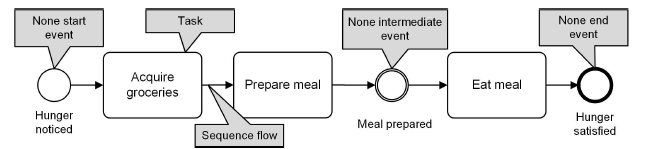 None start
event
Task
None intermediate
event
None end
event
Acquire
groceries
Prepare meal
Eat meal
Hunger
noticed
Sequence flow
Meal prepared
Hunger
satisfied